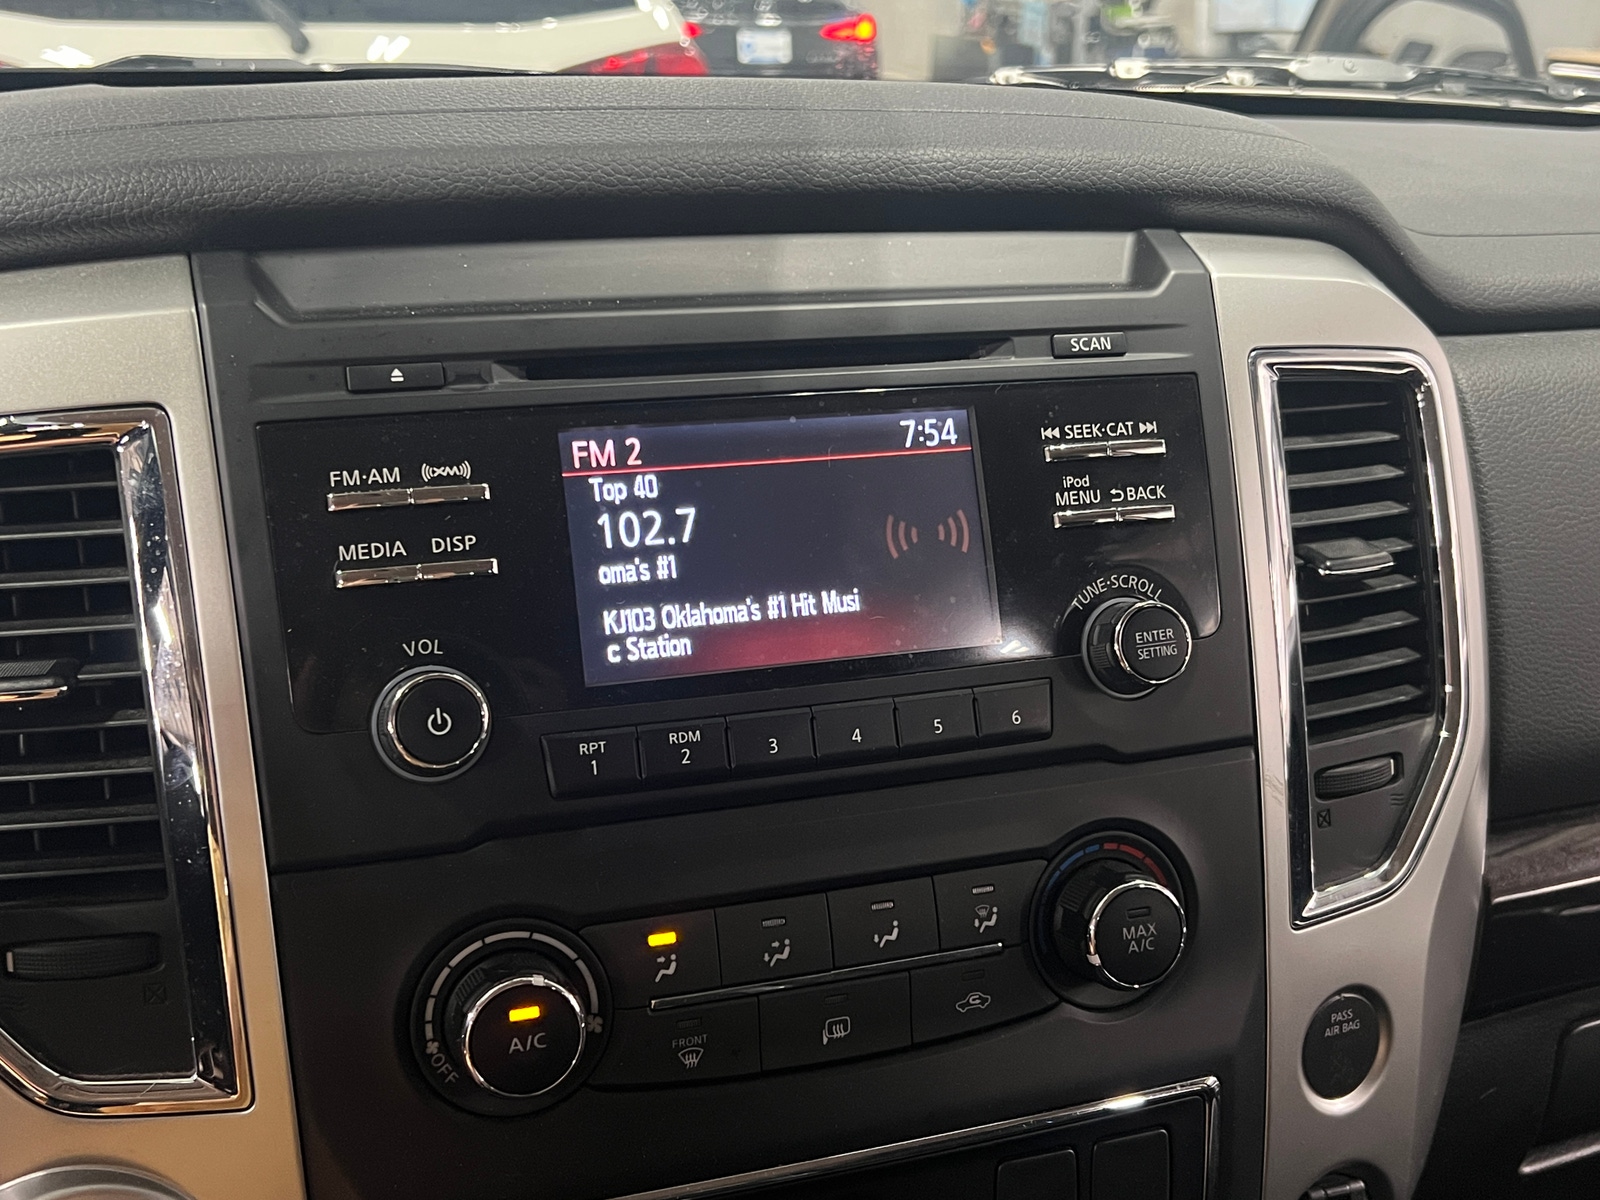 SCAN
FM 2 7:54
Top 40
102.7
oma's #1
KJ103 Oklahoma's #1 Hit Musi
c Station
FM·AM ((XM))
MEDIA DISP
SEEK·CAT
iPod
MENU BACK
VOL
TUNE·SCROLL
ENTER
SETTING
RPT
1
RDM
2
3
4
5
6
A/C
OFF
FRONT
MAX
A/C
PASS
AIR BAG